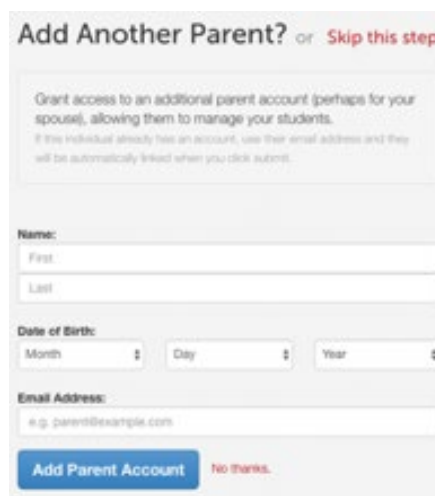 Add Another Parent? or Skip this step
Grant access to an additional parent account (perhaps for your
spouse), allowing them to manage your students.
If this individual already has an account, use their email address and they
will be automatically linked when you click submit.
Name:
First
Last
Date of Birth:
Month Day Year
Email Address:
e.g. parent@example.com
Add Parent Account No thanks.